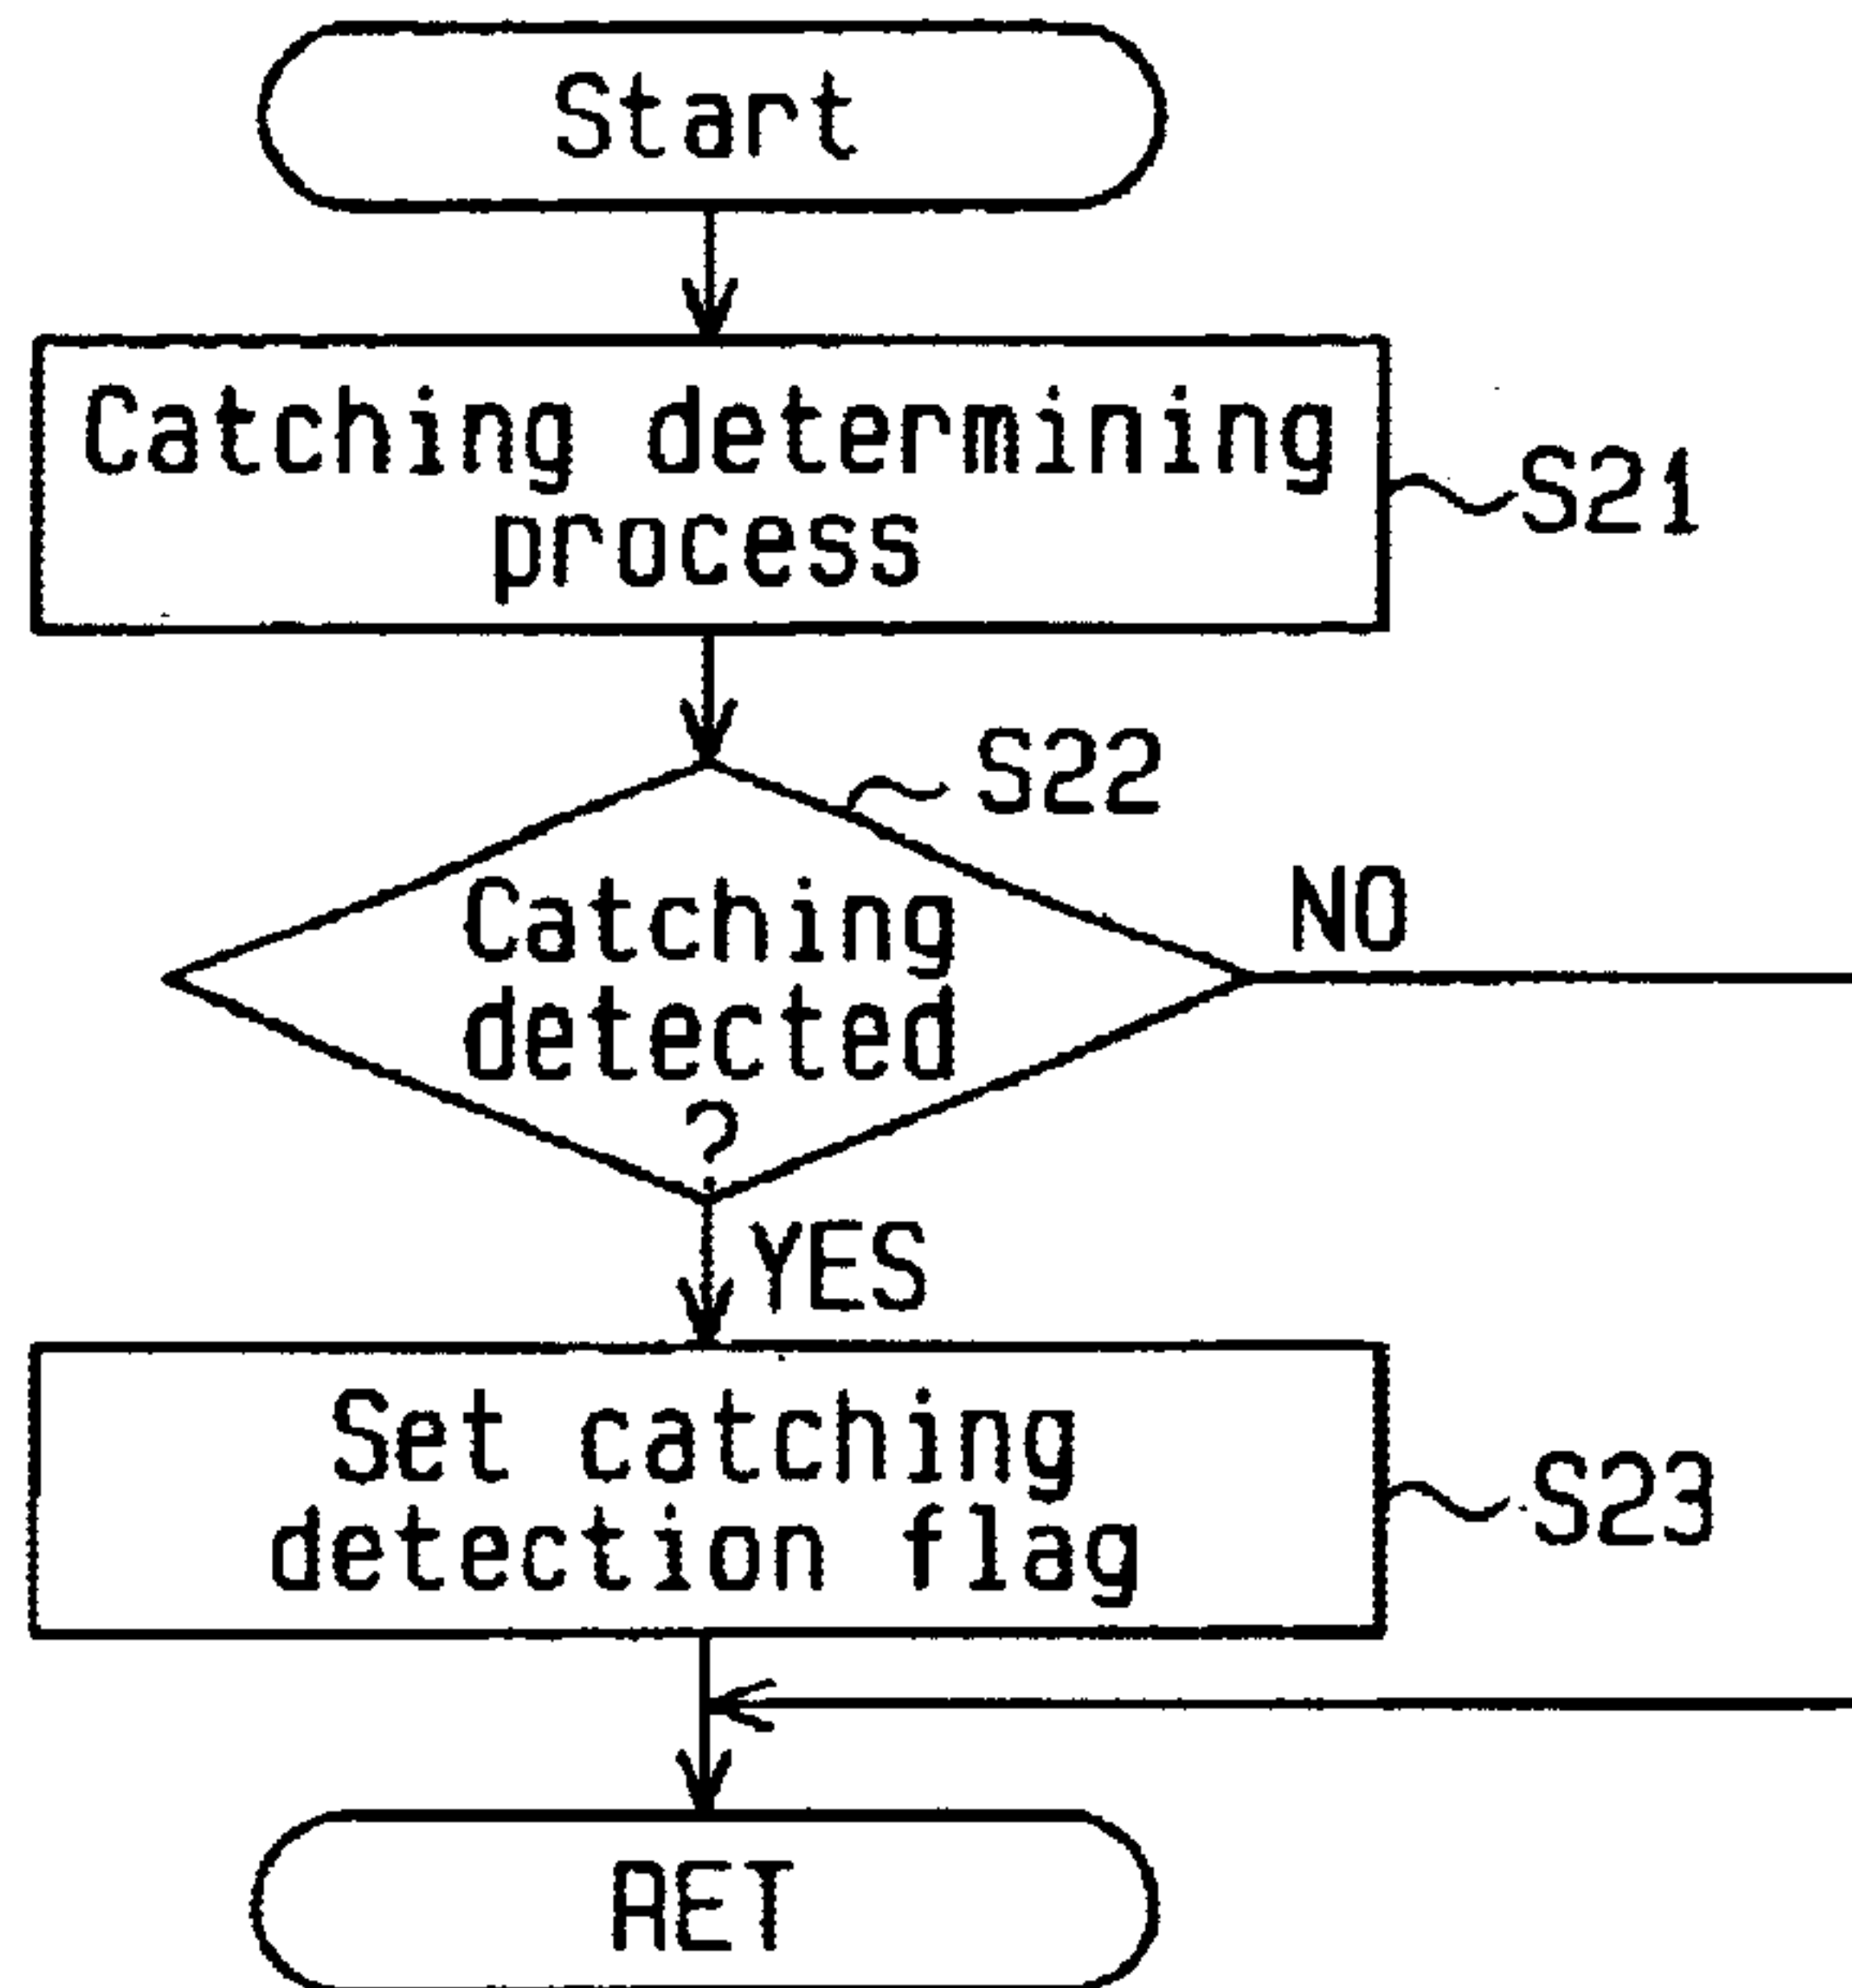 Start
Catching determining
process
S21
S22
Catching
detected
?
NO
YES
Set catching
detection flag
S23
RET